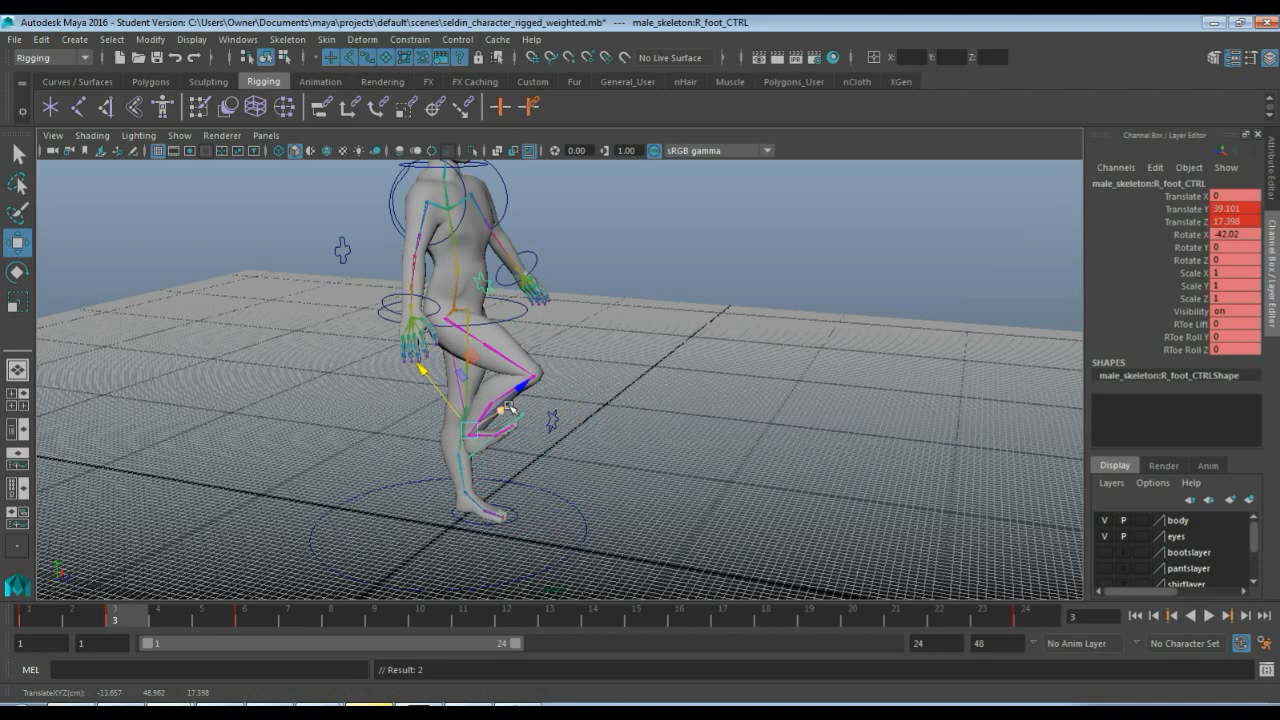 Autodesk Maya 2016 - Student Version: C:\Users\Owner\Documents\maya\projects\default\scenes\seldin_character_rigged_weighted.mb* --- male_skeleton:R_foot_CTRL
File Edit Create Select Modify Display Windows Skeleton Skin Deform Constrain Control Cache Help
Rigging No Live Surface X: Y: Z:
Curves / Surfaces Polygons Sculpting Rigging Animation Rendering FX FX Caching Custom Fur General_User nHair Muscle Polygons_User nCloth XGen
View Shading Lighting Show Renderer Panels
0.00 1.00 sRGB gamma
Channel Box / Layer Editor
Channels Edit Object Show
male_skeleton:R_foot_CTRL
Translate X 0
Translate Y 39.101
Translate Z 17.398
Rotate X -42.02
Rotate Y 0
Rotate Z 0
Scale X 1
Scale Y 1
Scale Z 1
Visibility on
RToe Lift 0
RToe Roll Y 0
RToe Roll Z 0
SHAPES
male_skeleton:R_foot_CTRLShape
Display Render Anim
Layers Options Help
V P body
V P eyes
bootslayer
pantslayer
shirtlayer
Attribute Editor
Channel Box / Layer Editor
1 2 3 4 5 6 7 8 9 10 11 12 13 14 15 16 17 18 19 20 21 22 23 24
3
3
1 1 1 24 24 48 No Anim Layer No Character Set
MEL // Result: 2
TranslateXYZ(cm): -13.657 48.962 17.398